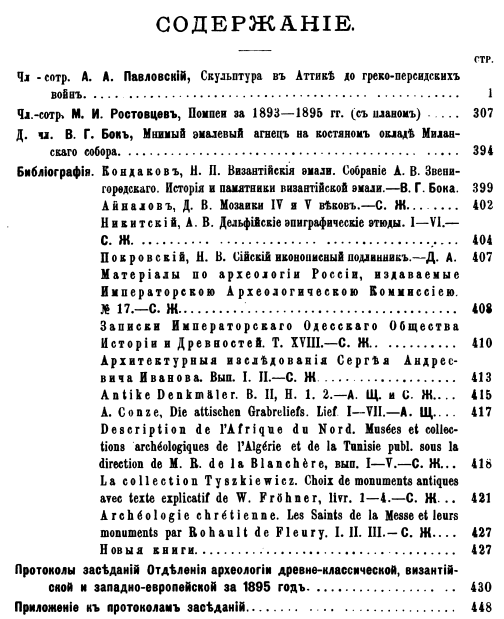 СОДЕРЖАНІЕ.
СТР.
Чл -сотр. А. А. Павловскій, Скульптура въ Аттикѣ до греко-персидскихъ
войнъ. . . . . . . . . . . . . . . . . . . . . . . . . . . . 1
Чл.-сотр. М. И. Ростовцевъ, Помпеи за 1893—1895 гг. (съ планомъ) . . . . . 307
Д. чл. В. Г. Бокъ, Мнимый эмалевый агнецъ на костяномъ окладѣ Милан-
скаго собора. . . . . . . . . . . . . . . . . . . . . . . . 394
Библіографія. Кондаковъ, Н. П. Византійскія эмали. Собраніе А. В. Звени-
городскаго. Исторія и памятники византійской эмали.—В. Г. Бока. 399
Айналовъ, Д. В. Мозаики IV и V вѣковъ.—С. Ж. . . . . . . 402
Никитскій, А. В. Дельфійскіе эпиграфическіе этюды. I—VI.—
С. Ж. . . . . . . . . . . . . . . . . . . . . . . . . . . 404
Покровскій, Н. В. Сійскій иконописный подлинникъ.—Д. А. 407
Матеріалы по археологіи Россіи, издаваемые
Императорскою Археологическою Коммиссіею.
№ 17.—С. Ж. . . . . . . . . . . . . . . . . . . . . . . . 408
Записки Императорскаго Одесскаго Общества
Исторіи и Древностей. Т. XVIII.—С. Ж. . . . . . . . . 410
Архитектурныя изслѣдованія Сергѣя Андрее-
вича Иванова. Вып. I. II.—С. Ж . . . . . . . . . . . . . 413
Antike Denkmäler. B. II, H. 1. 2.—А. Щ. и С. Ж. . . . 415
A. Conze, Die attischen Grabreliefs. Lief. I—VII.—А. Щ. . . . 417
Description de l'Afrique du Nord. Musées et collec-
tions archéologiques de l'Algérie et de la Tunisie publ. sous la
direction de M. R. de la Blanchère, вып. I—V.—С. Ж. . . 418
La collection Tyszkiewicz. Choix de monuments antiques
avec texte explicatif de W. Fröhner, livr. 1—4.—С. Ж. . . 421
Archéologie chrétienne. Les Saints de la Messe et leurs
monuments par Rohault de Fleury. I. II. III.—С. Ж. . . . 427
Новыя книги. . . . . . . . . . . . . . . . . . . . . . . 427
Протоколы засѣданій Отдѣленія археологіи древне-классической, византій-
ской и западно-европейской за 1895 годъ. . . . . . . . . . . . . 430
Приложеніе къ протоколамъ засѣданій. . . . . . . . . . . . . . . . 448